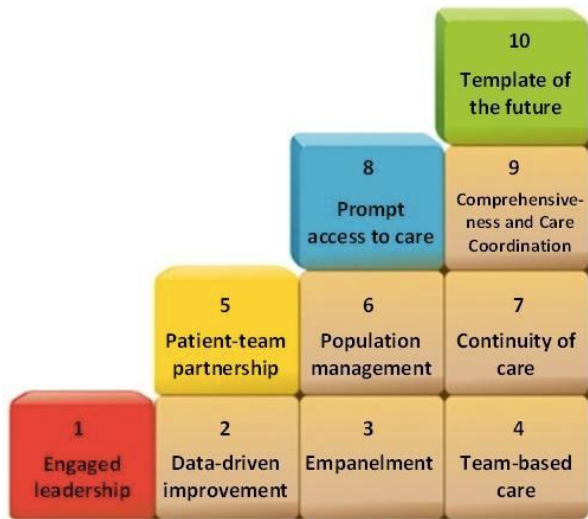 10
Template of
the future
8
Prompt
access to care
9
Comprehensive-
ness and Care
Coordination
5
Patient-team
partnership
6
Population
management
7
Continuity of
care
1
Engaged
leadership
2
Data-driven
improvement
3
Empanelment
4
Team-based
care